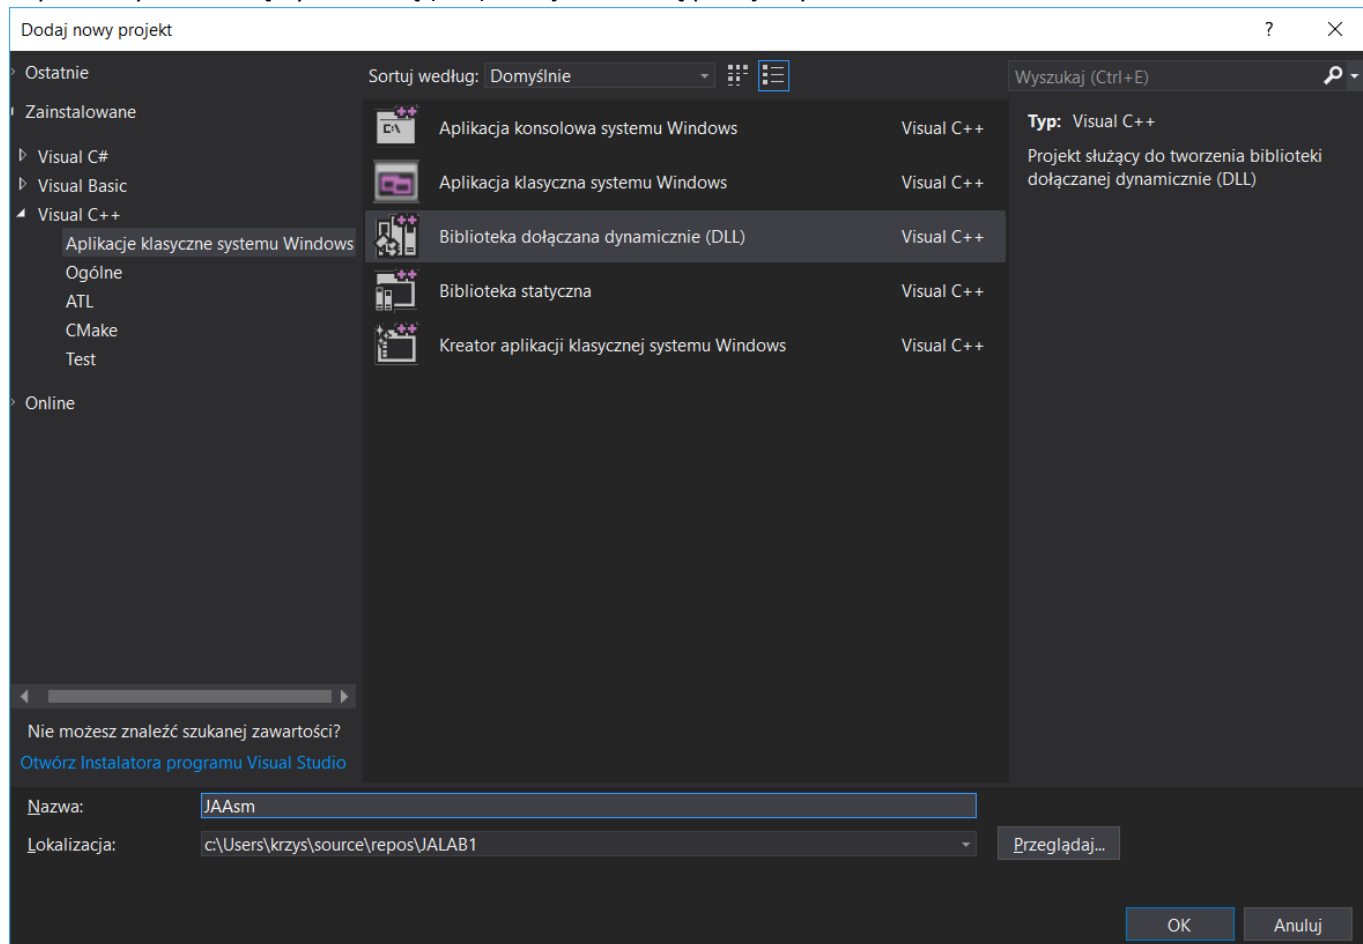 Dodaj nowy projekt
?
Ostatnie
Zainstalowane
Visual C#
Visual Basic
Visual C++
Aplikacje klasyczne systemu Windows
Ogólne
ATL
CMake
Test
Online
Nie możesz znaleźć szukanej zawartości?
Otwórz Instalatora programu Visual Studio
Sortuj według: Domyślnie
C:\
Aplikacja konsolowa systemu Windows Visual C++
Aplikacja klasyczna systemu Windows Visual C++
Biblioteka dołączana dynamicznie (DLL) Visual C++
Biblioteka statyczna Visual C++
Kreator aplikacji klasycznej systemu Windows Visual C++
Wyszukaj (Ctrl+E)
Typ: Visual C++
Projekt służący do tworzenia biblioteki
dołączanej dynamicznie (DLL)
Nazwa: JAAsm
Lokalizacja: c:\Users\krzys\source\repos\JALAB1
Przeglądaj...
OK Anuluj